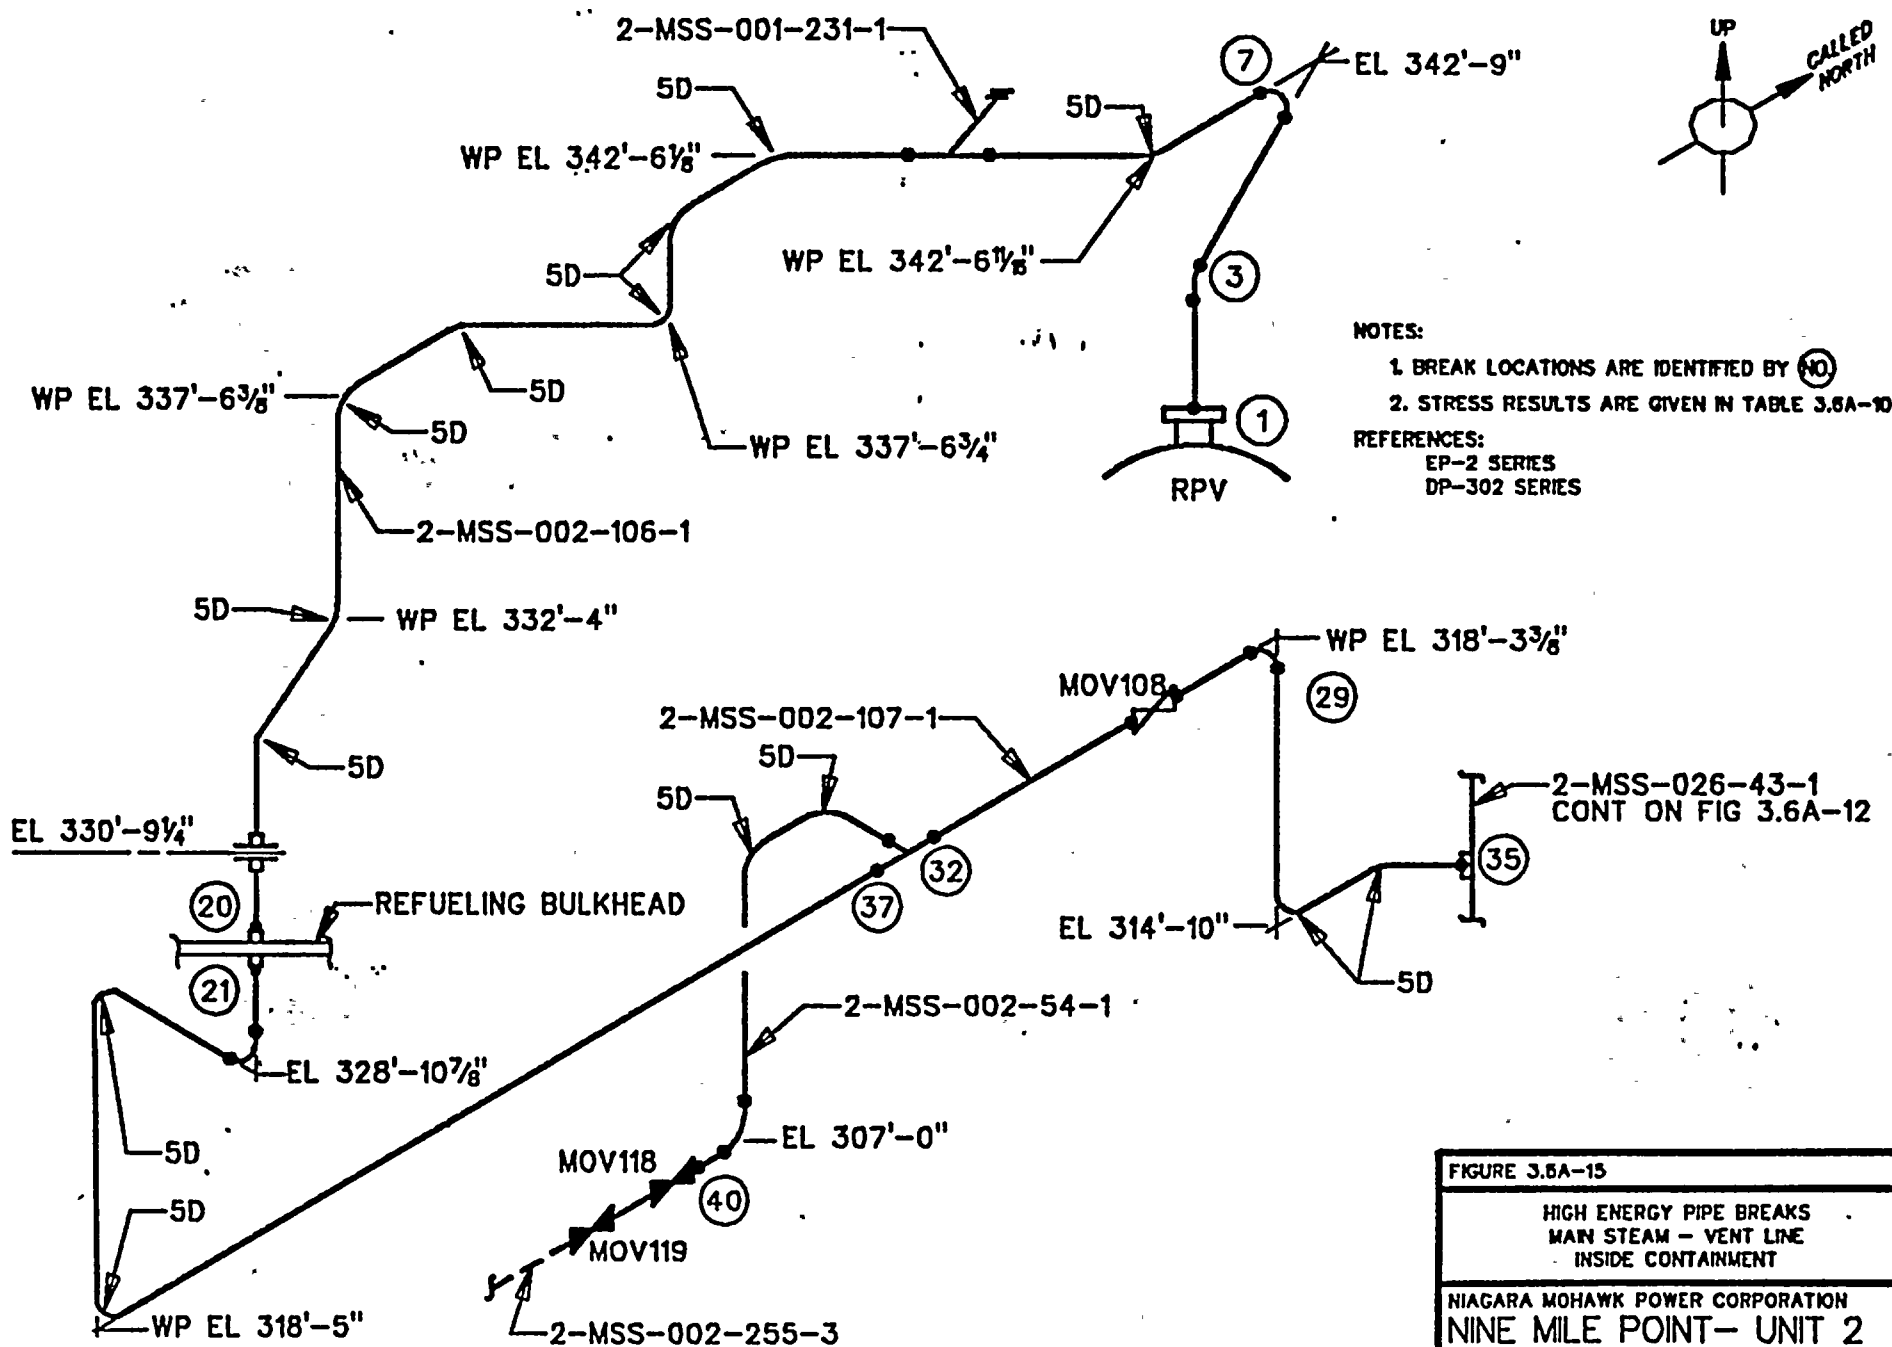 2-MSS-001-231-1
7
EL 342'-9"
UP
CALLED
NORTH
5D
5D
WP EL 342'-6⅛"
WP EL 342'-6¹¹⁄₁₆"
5D
3
NOTES:
1. BREAK LOCATIONS ARE IDENTIFIED BY NO.
2. STRESS RESULTS ARE GIVEN IN TABLE 3.6A-10
REFERENCES:
EP-2 SERIES
DP-302 SERIES
5D
WP EL 337'-6⅜"
5D
WP EL 337'-6¾"
1
RPV
2-MSS-002-106-1
5D
WP EL 332'-4"
WP EL 318'-3⅜"
MOV108
29
2-MSS-002-107-1
5D
5D
5D
2-MSS-026-43-1
CONT ON FIG 3.6A-12
EL 330'-9¼"
32
35
20
REFUELING BULKHEAD
37
EL 314'-10"
5D
21
2-MSS-002-54-1
EL 328'-10⅞"
5D
EL 307'-0"
MOV118
40
5D
MOV119
WP EL 318'-5"
2-MSS-002-255-3
FIGURE 3.6A-15
HIGH ENERGY PIPE BREAKS
MAIN STEAM - VENT LINE
INSIDE CONTAINMENT
NIAGARA MOHAWK POWER CORPORATION
NINE MILE POINT- UNIT 2